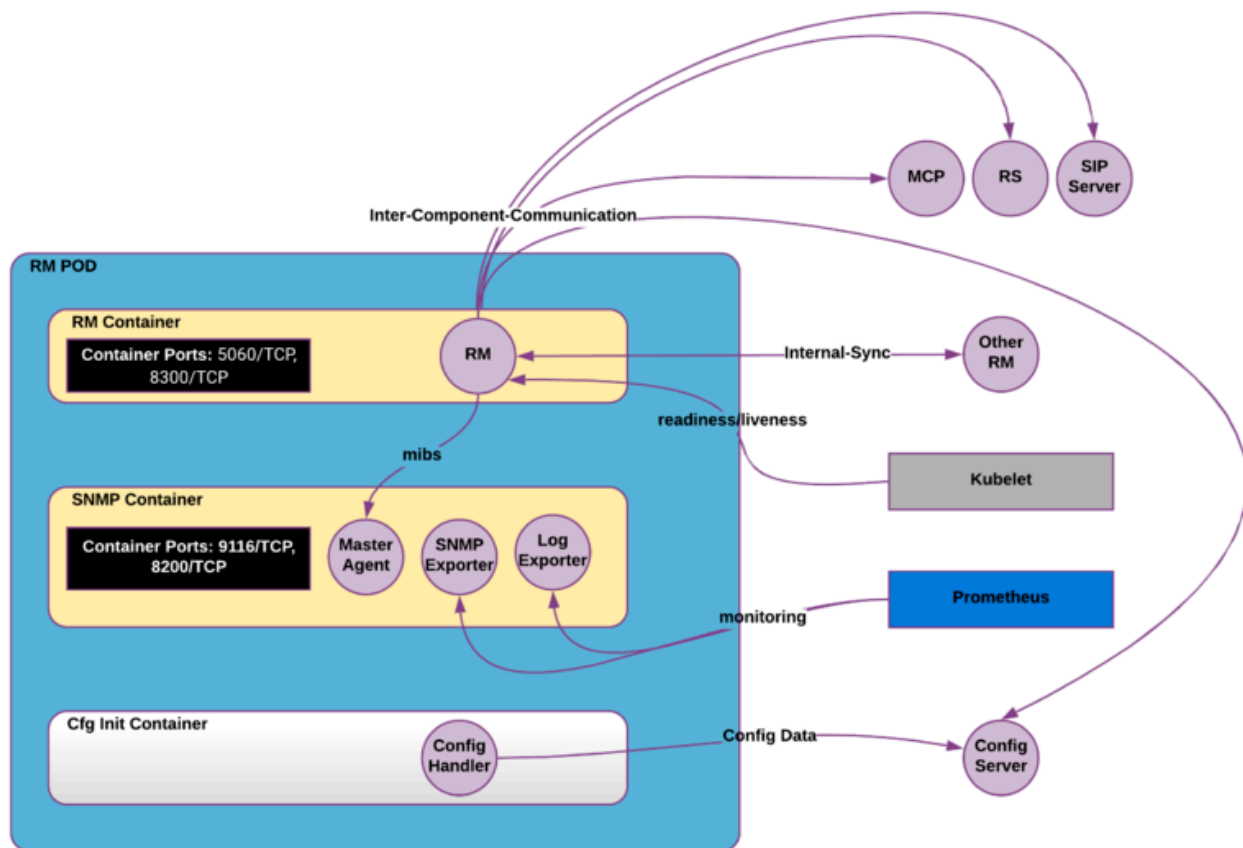 MCP
RS
SIP
Server
Inter-Component-Communication
RM POD
RM Container
Container Ports: 5060/TCP,
8300/TCP
RM
Internal-Sync
Other
RM
readiness/liveness
mibs
Kubelet
SNMP Container
Container Ports: 9116/TCP,
8200/TCP
Master
Agent
SNMP
Exporter
Log
Exporter
Prometheus
monitoring
Cfg Init Container
Config
Handler
Config Data
Config
Server